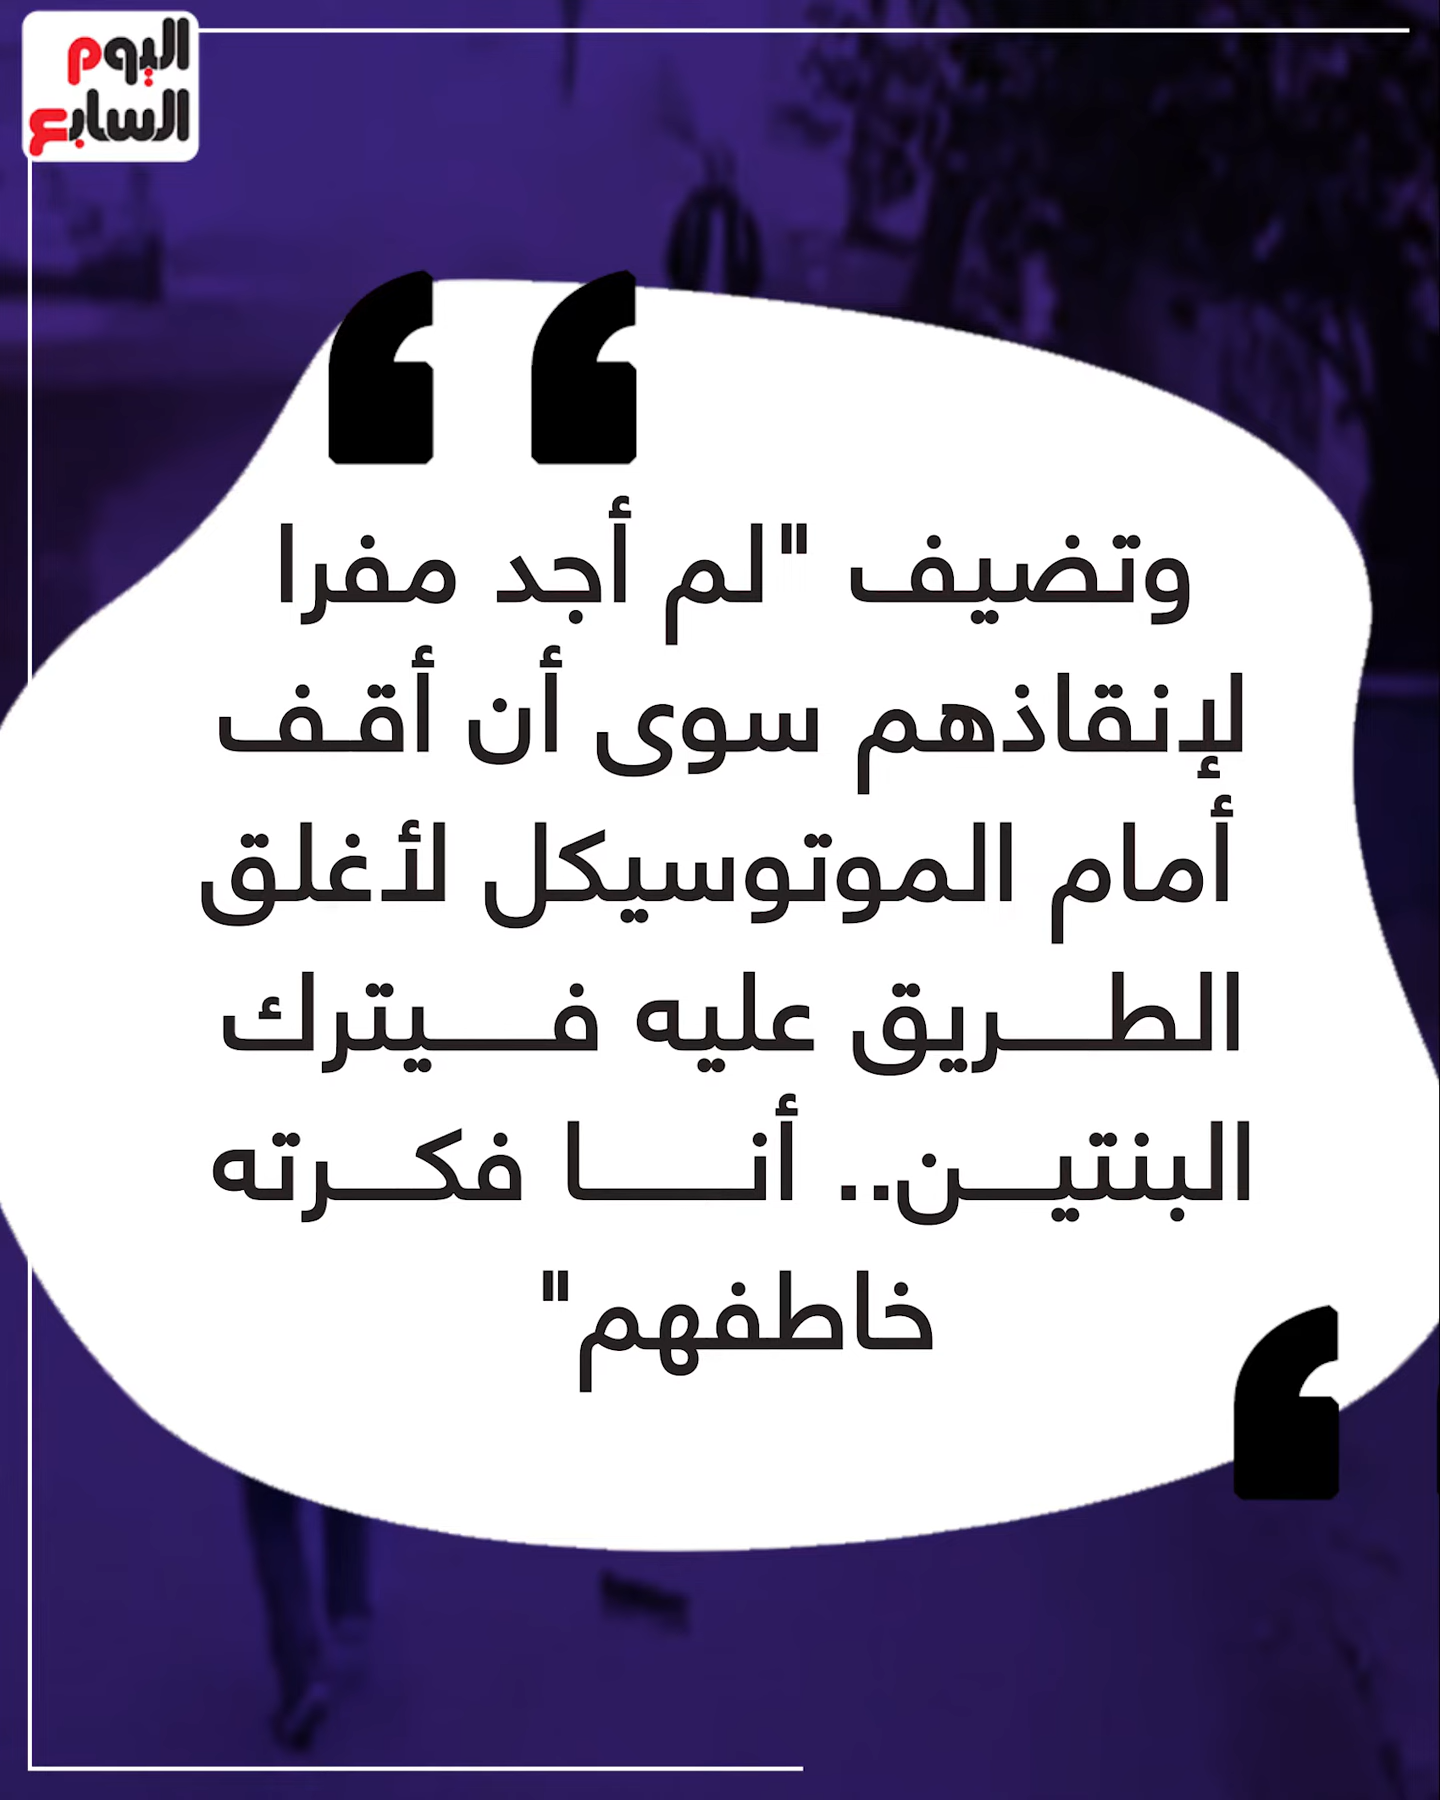 اليوم
السابع
وتضيف "لم أجد مفرا
لإنقاذهم سوى أن أقف
أمام الموتوسيكل لأغلق
الطريق عليه فيترك
البنتين.. أنا فكرته
خاطفهم"